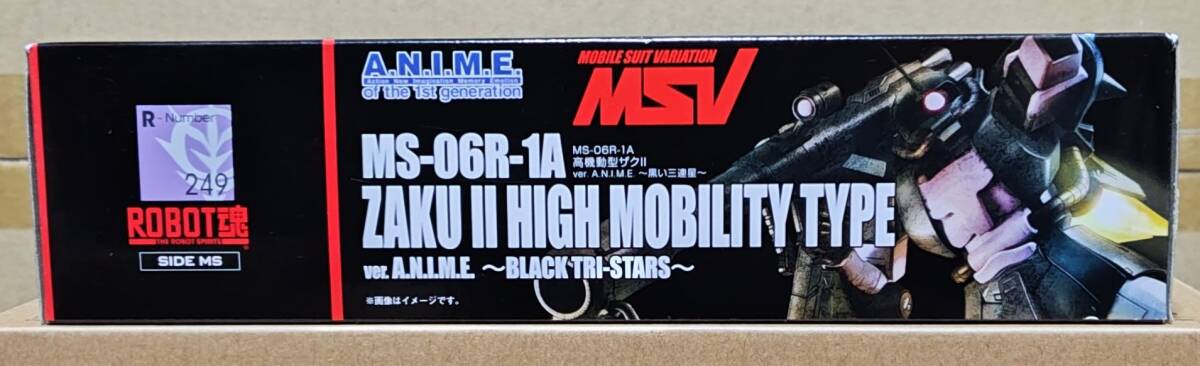 R-Number
249
ROBOT魂
THE ROBOT SPIRITS
SIDE MS
A.N.I.M.E.
Action New Imagination Memory Emotion
of the 1st generation
MOBILE SUIT VARIATION
MSV
MS-06R-1A
MS-06R-1A
高機動型ザクII
ver. A.N.I.M.E. ～黒い三連星～
ZAKU II HIGH MOBILITY TYPE
ver. A.N.I.M.E. ～BLACK TRI-STARS～
※画像はイメージです。